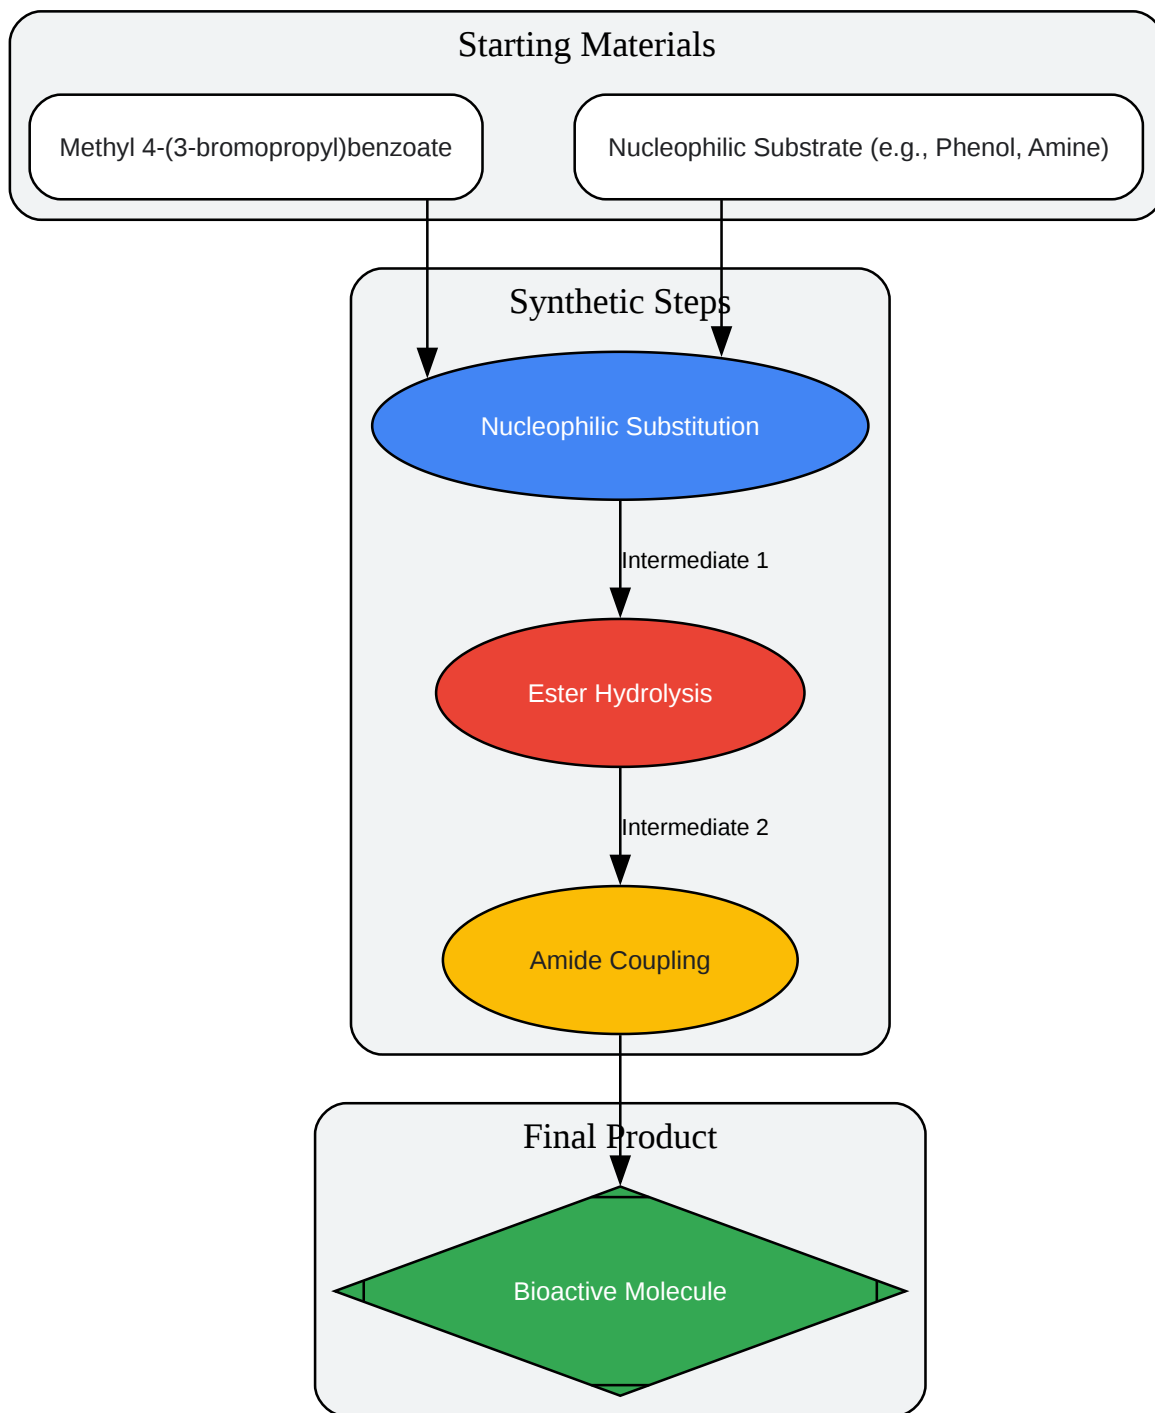 Starting Materials
Methyl 4-(3-bromopropyl)benzoate
Nucleophilic Substrate (e.g., Phenol, Amine)
Synthetic Steps
Nucleophilic Substitution
Intermediate 1
Ester Hydrolysis
Intermediate 2
Amide Coupling
Final Product
Bioactive Molecule